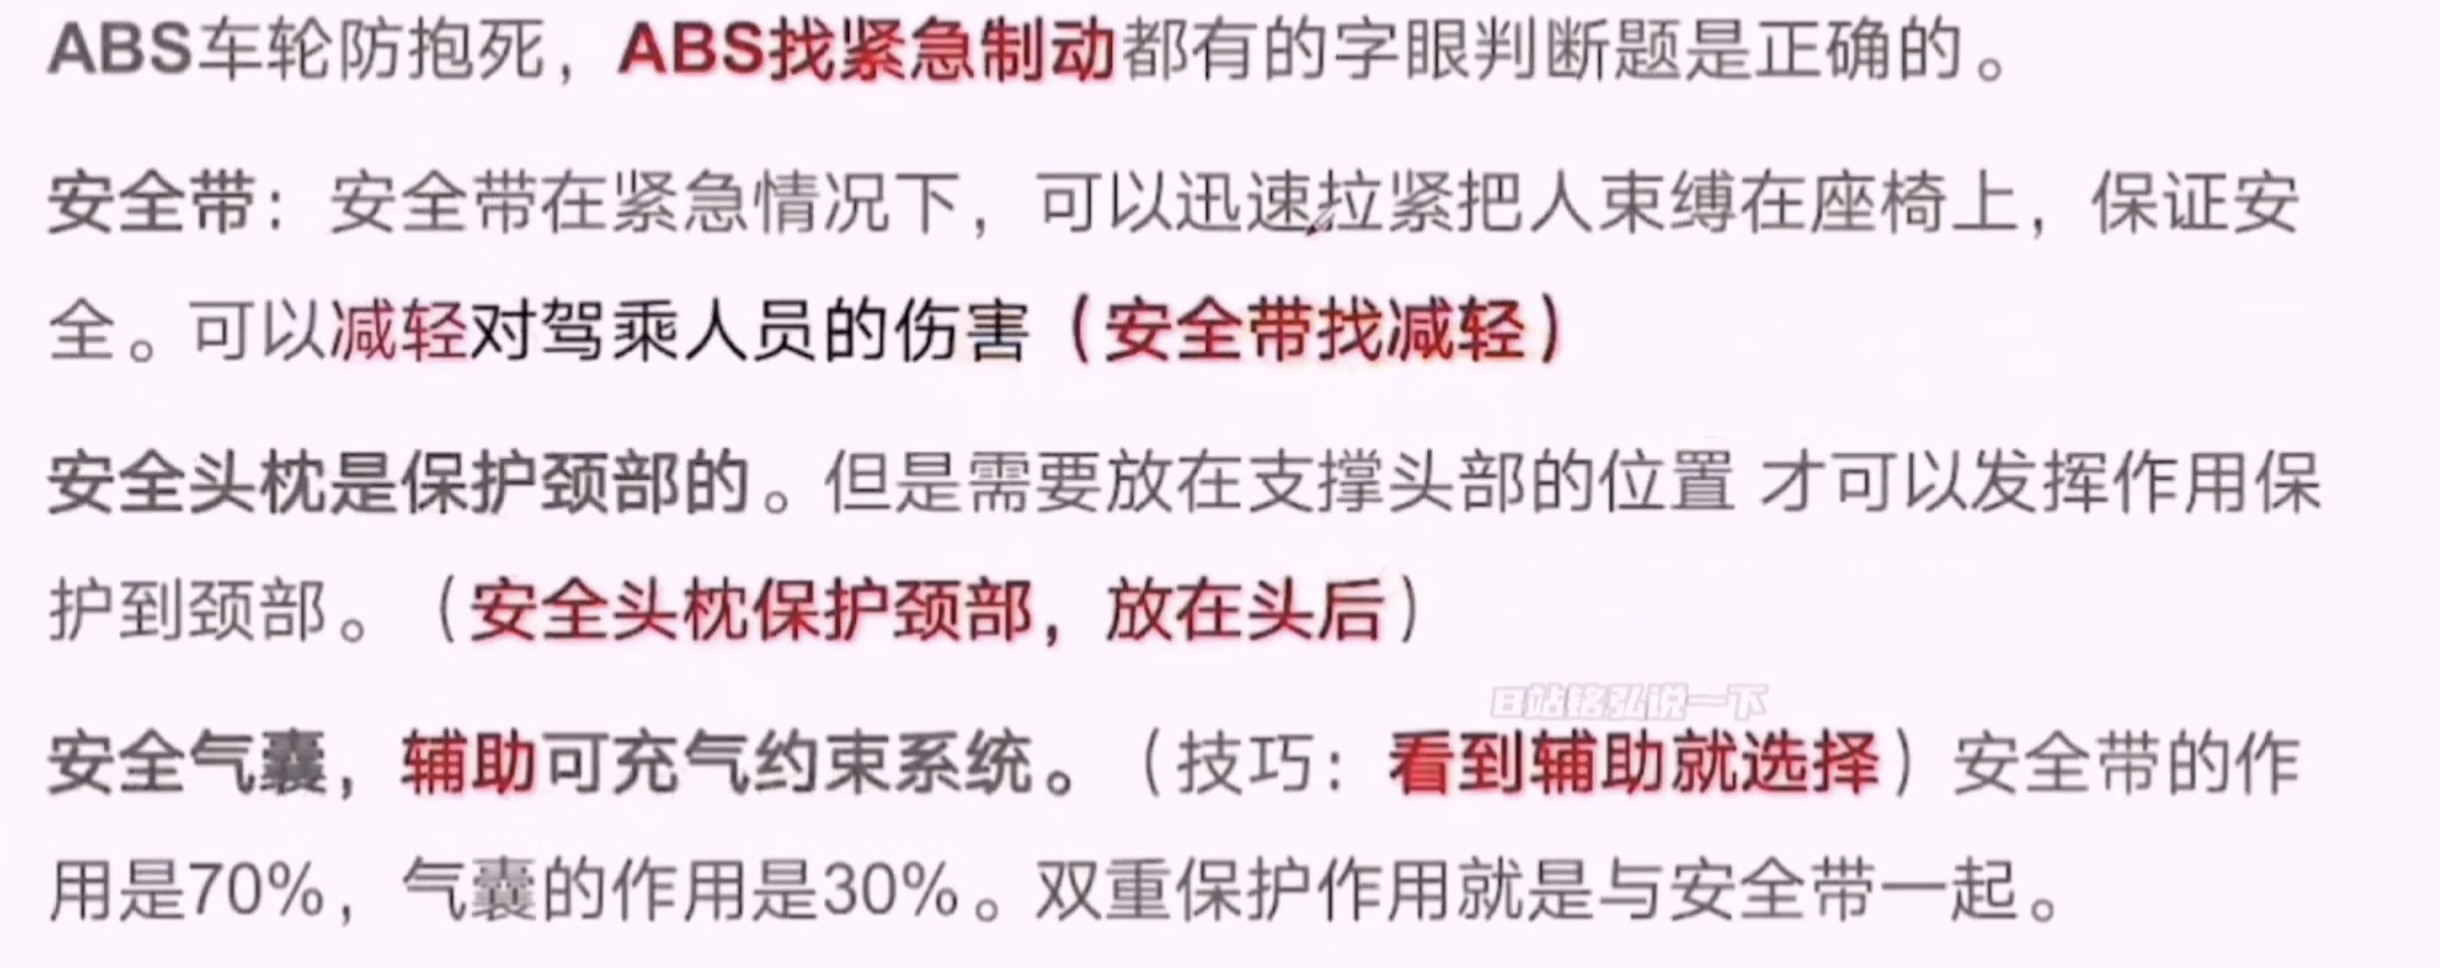 ABS车轮防抱死，ABS找紧急制动都有的字眼判断题是正确的。
安全带：安全带在紧急情况下，可以迅速拉紧把人束缚在座椅上，保证安
全。可以减轻对驾乘人员的伤害（安全带找减轻）
安全头枕是保护颈部的。但是需要放在支撑头部的位置 才可以发挥作用保
护到颈部。（安全头枕保护颈部，放在头后）
日站铭弘说一下
安全气囊，辅助可充气约束系统。（技巧：看到辅助就选择）安全带的作
用是70%，气囊的作用是30%。双重保护作用就是与安全带一起。